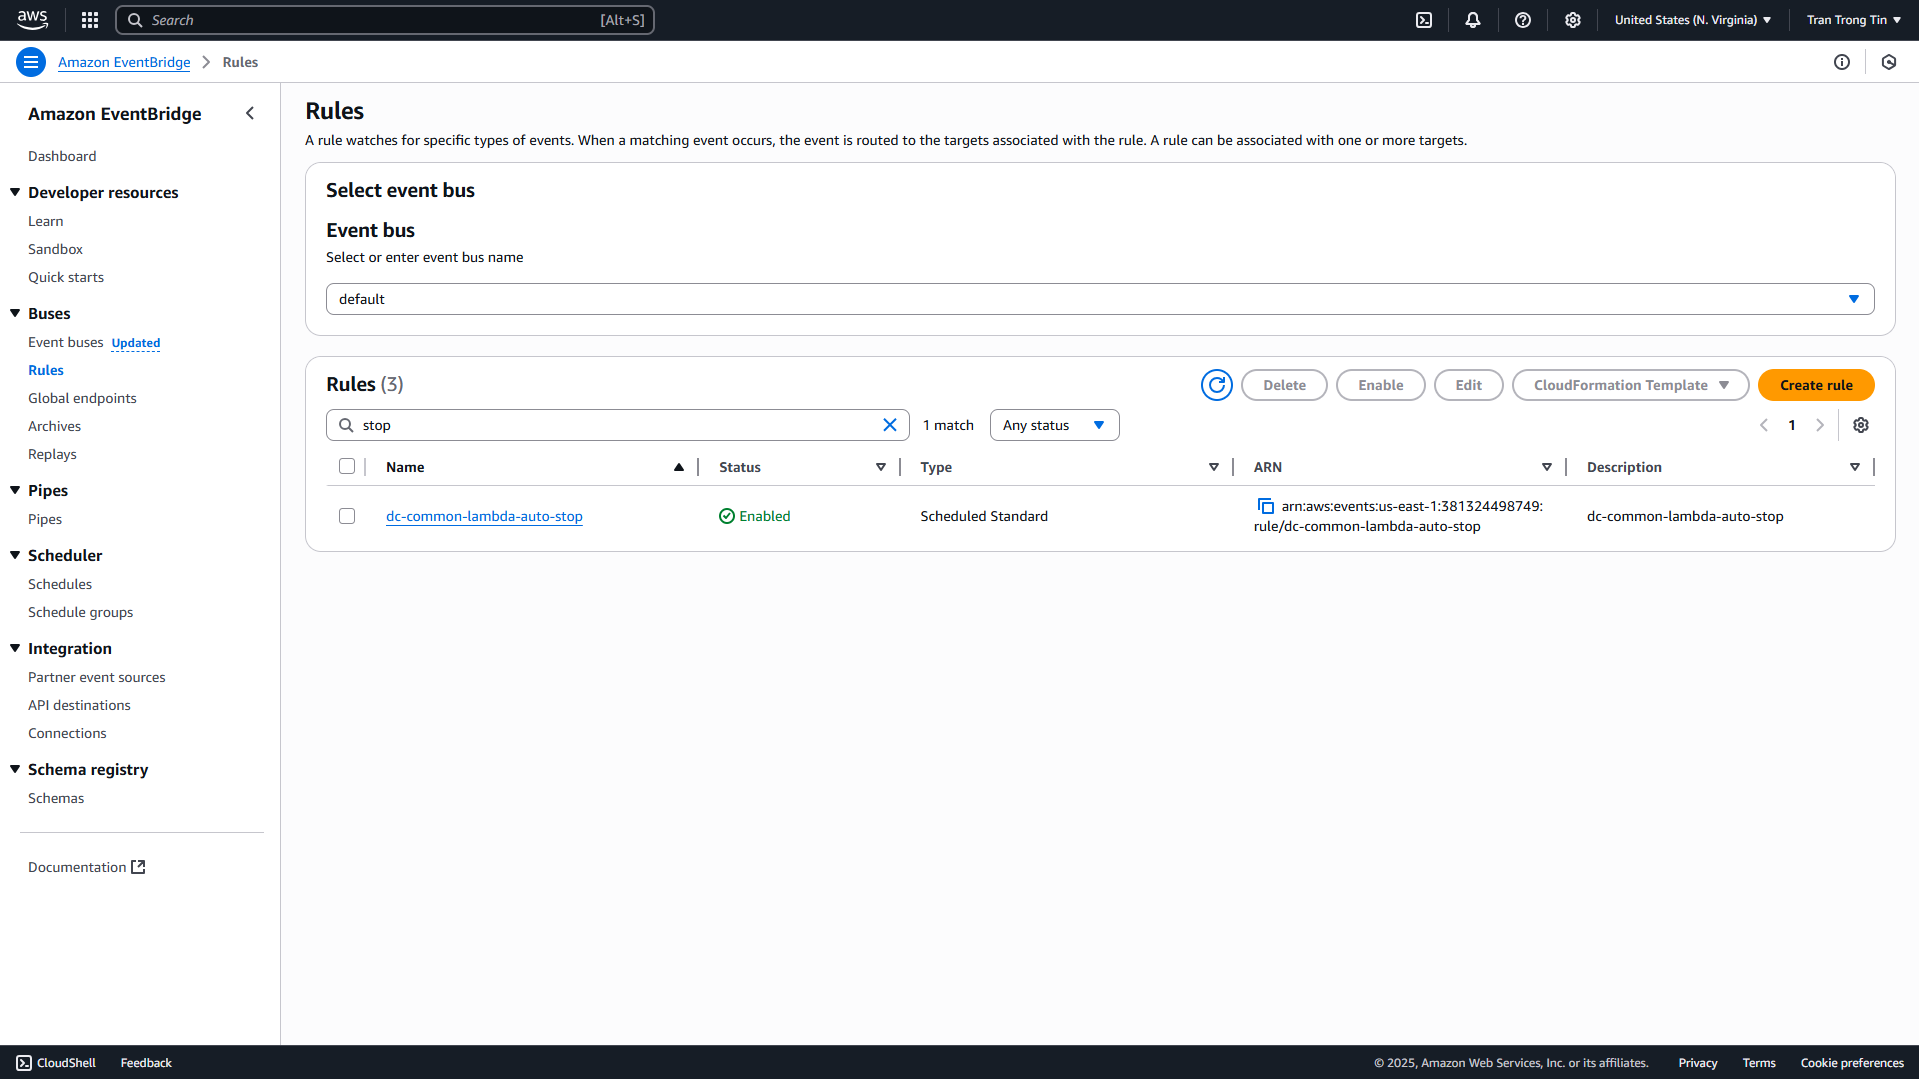 aws
Search
[Alt+S]
United States (N. Virginia)
Tran Trong Tin
Amazon EventBridge
Rules
Amazon EventBridge
Dashboard
Developer resources
Learn
Sandbox
Quick starts
Buses
Event buses Updated
Rules
Global endpoints
Archives
Replays
Pipes
Pipes
Scheduler
Schedules
Schedule groups
Integration
Partner event sources
API destinations
Connections
Schema registry
Schemas
Documentation
Rules
A rule watches for specific types of events. When a matching event occurs, the event is routed to the targets associated with the rule. A rule can be associated with one or more targets.
Select event bus
Event bus
Select or enter event bus name
default
Rules (3)
Delete
Enable
Edit
CloudFormation Template
Create rule
stop
1 match
Any status
1
Name
Status
Type
ARN
Description
dc-common-lambda-auto-stop
Enabled
Scheduled Standard
arn:aws:events:us-east-1:381324498749:
rule/dc-common-lambda-auto-stop
dc-common-lambda-auto-stop
CloudShell
Feedback
© 2025, Amazon Web Services, Inc. or its affiliates.
Privacy
Terms
Cookie preferences